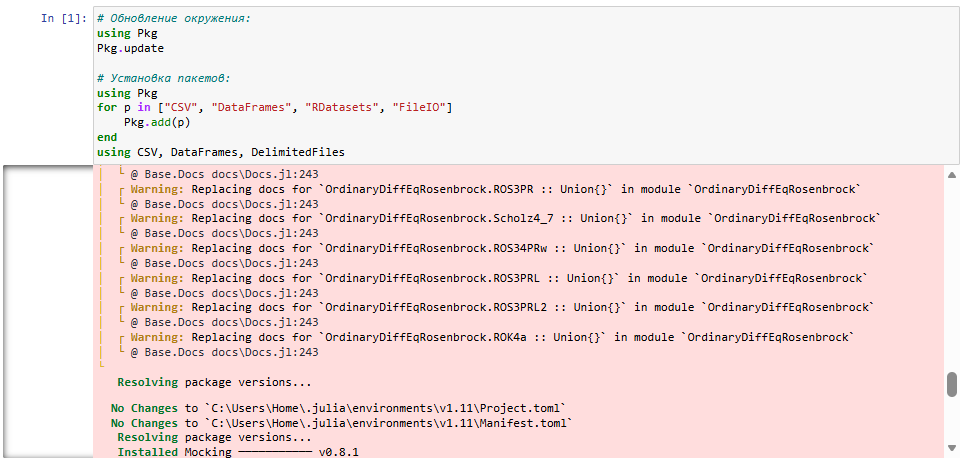 In [1]:
# Обновление окружения:
using Pkg
Pkg.update

# Установка пакетов:
using Pkg
for p in ["CSV", "DataFrames", "RDatasets", "FileIO"]
    Pkg.add(p)
end
using CSV, DataFrames, DelimitedFiles
│  └ @ Base.Docs docs\Docs.jl:243
│  ┌ Warning: Replacing docs for `OrdinaryDiffEqRosenbrock.ROS3PR :: Union{}` in module `OrdinaryDiffEqRosenbrock`
│  └ @ Base.Docs docs\Docs.jl:243
│  ┌ Warning: Replacing docs for `OrdinaryDiffEqRosenbrock.Scholz4_7 :: Union{}` in module `OrdinaryDiffEqRosenbrock`
│  └ @ Base.Docs docs\Docs.jl:243
│  ┌ Warning: Replacing docs for `OrdinaryDiffEqRosenbrock.ROS34PRw :: Union{}` in module `OrdinaryDiffEqRosenbrock`
│  └ @ Base.Docs docs\Docs.jl:243
│  ┌ Warning: Replacing docs for `OrdinaryDiffEqRosenbrock.ROS3PRL :: Union{}` in module `OrdinaryDiffEqRosenbrock`
│  └ @ Base.Docs docs\Docs.jl:243
│  ┌ Warning: Replacing docs for `OrdinaryDiffEqRosenbrock.ROS3PRL2 :: Union{}` in module `OrdinaryDiffEqRosenbrock`
│  └ @ Base.Docs docs\Docs.jl:243
│  ┌ Warning: Replacing docs for `OrdinaryDiffEqRosenbrock.ROK4a :: Union{}` in module `OrdinaryDiffEqRosenbrock`
│  └ @ Base.Docs docs\Docs.jl:243
└
   Resolving package versions...
  No Changes to `C:\Users\Home\.julia\environments\v1.11\Project.toml`
  No Changes to `C:\Users\Home\.julia\environments\v1.11\Manifest.toml`
   Resolving package versions...
   Installed Mocking ─────────── v0.8.1